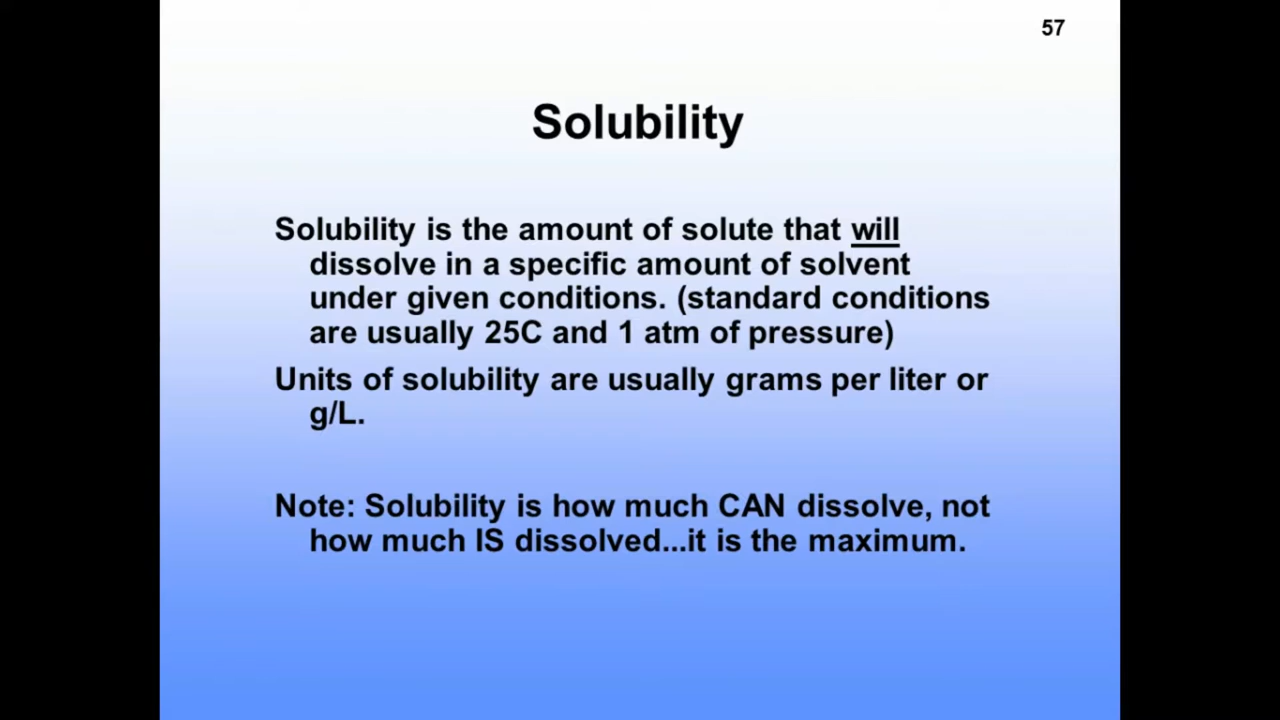 57
Solubility
Solubility is the amount of solute that will
dissolve in a specific amount of solvent
under given conditions. (standard conditions
are usually 25C and 1 atm of pressure)
Units of solubility are usually grams per liter or
g/L.
Note: Solubility is how much CAN dissolve, not
how much IS dissolved...it is the maximum.